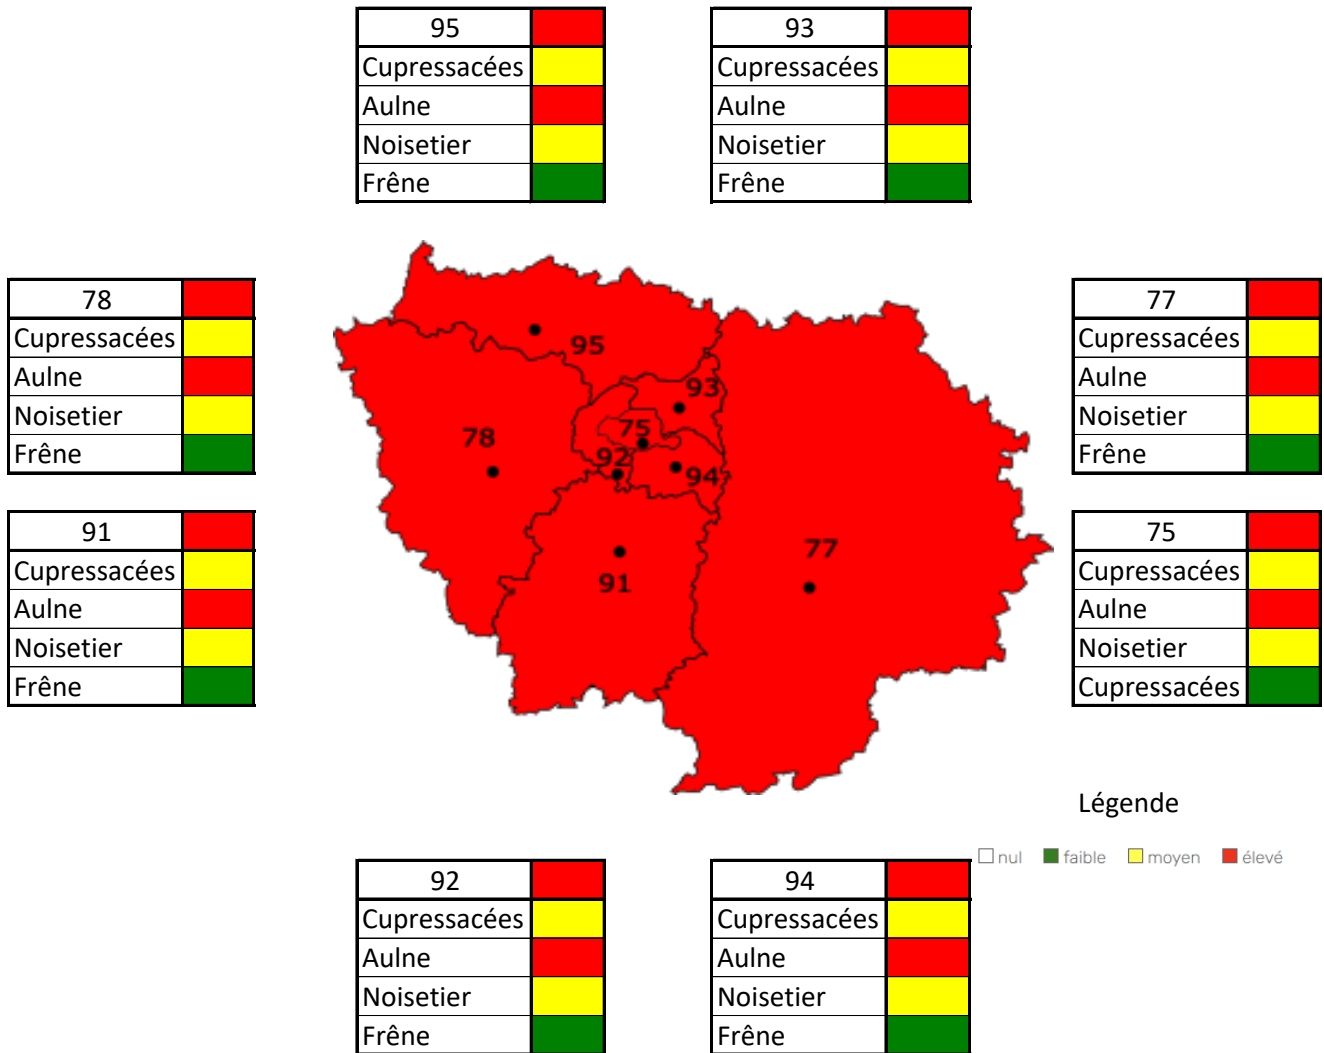 95
Cupressacées
Aulne
Noisetier
Frêne
93
Cupressacées
Aulne
Noisetier
Frêne
78
Cupressacées
Aulne
Noisetier
Frêne
91
Cupressacées
Aulne
Noisetier
Frêne
95
93
75
78
92
94
77
91
77
Cupressacées
Aulne
Noisetier
Frêne
75
Cupressacées
Aulne
Noisetier
Cupressacées
Légende
nul faible moyen élevé
92
Cupressacées
Aulne
Noisetier
Frêne
94
Cupressacées
Aulne
Noisetier
Frêne